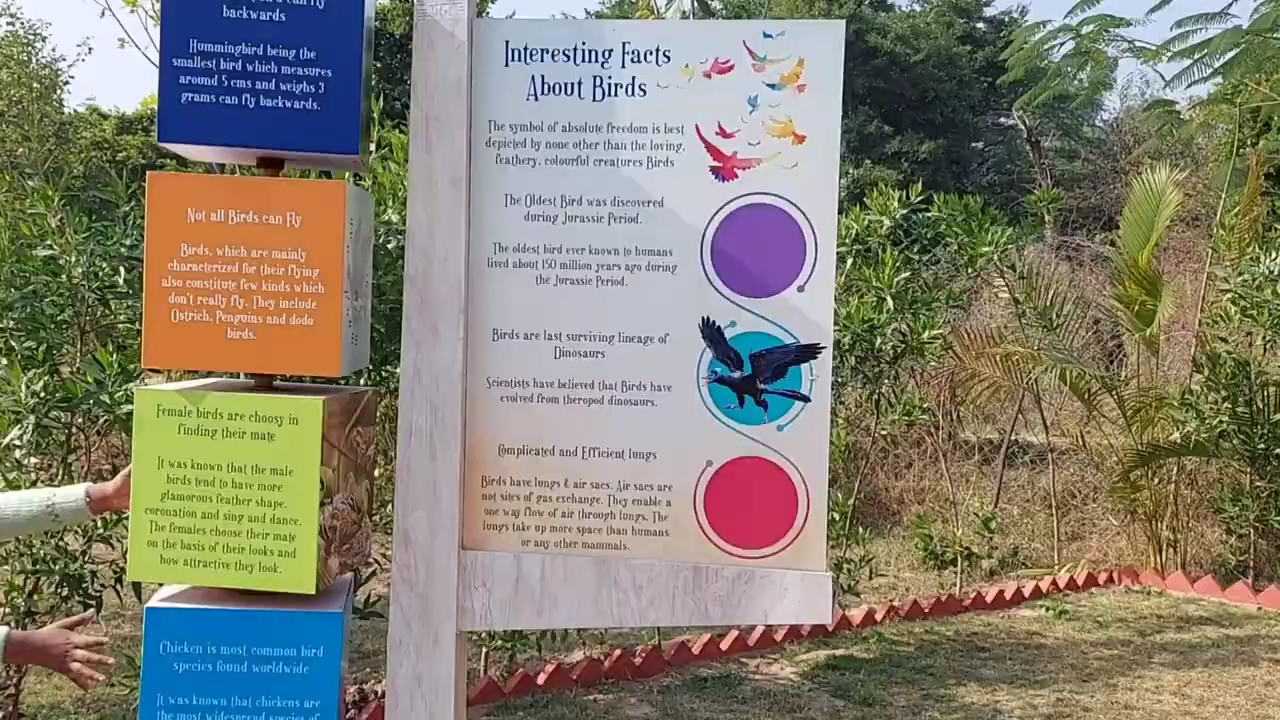 can fly
backwards
Hummingbird being the
smallest bird which measures
around 5 cms and weighs 3
grams can fly backwards.
Not all Birds can Fly
Birds, which are mainly
characterized for their flying
also constitute few kinds which
don't really fly. They include
Ostrich, Penguins and dodo
birds.
Female birds are choosy in
finding their mate
It was known that the male
birds tend to have more
glamorous feather shape,
coronation and sing and dance.
The females choose their mate
on the basis of their looks and
how attractive they look.
Chicken is most common bird
species found worldwide
It was known that chickens are
the most widespread species of
Interesting Facts
About Birds
The symbol of absolute freedom is best
depicted by none other than the loving,
feathery, colourful creatures Birds
The Oldest Bird was discovered
during Jurassic Period.
The oldest bird ever known to humans
lived about 150 million years ago during
the Jurassic Period.
Birds are last surviving lineage of
Dinosaurs
Scientists have believed that Birds have
evolved from theropod dinosaurs.
Complicated and Efficient lungs
Birds have lungs & air sacs. Air sacs are
not sites of gas exchange. They enable a
one way flow of air through lungs. The
lungs take up more space than humans
or any other mammals.